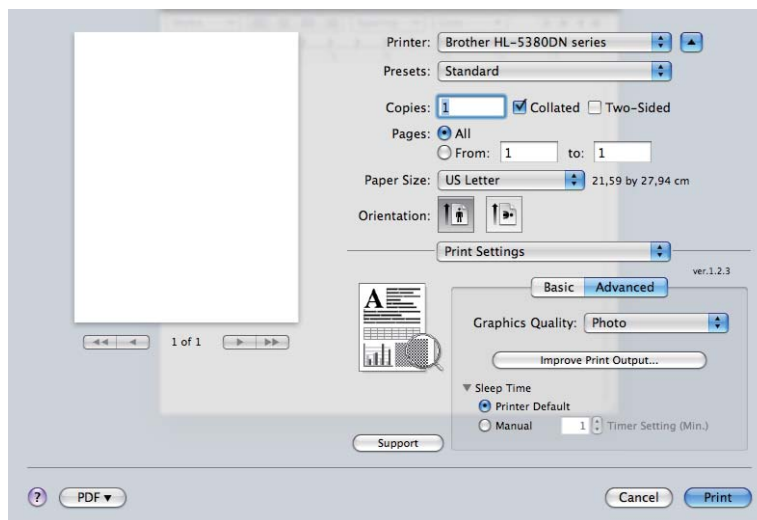 Printer: Brother HL-5380DN series
Presets: Standard
Copies: 1 Collated Two-Sided
Pages: All
From: 1 to: 1
Paper Size: US Letter 21,59 by 27,94 cm
Orientation:
Print Settings
ver.1.2.3
Basic Advanced
A
Graphics Quality: Photo
1 of 1
Improve Print Output...
Sleep Time
Printer Default
Manual 1 Timer Setting (Min.)
Support
? PDF Cancel Print